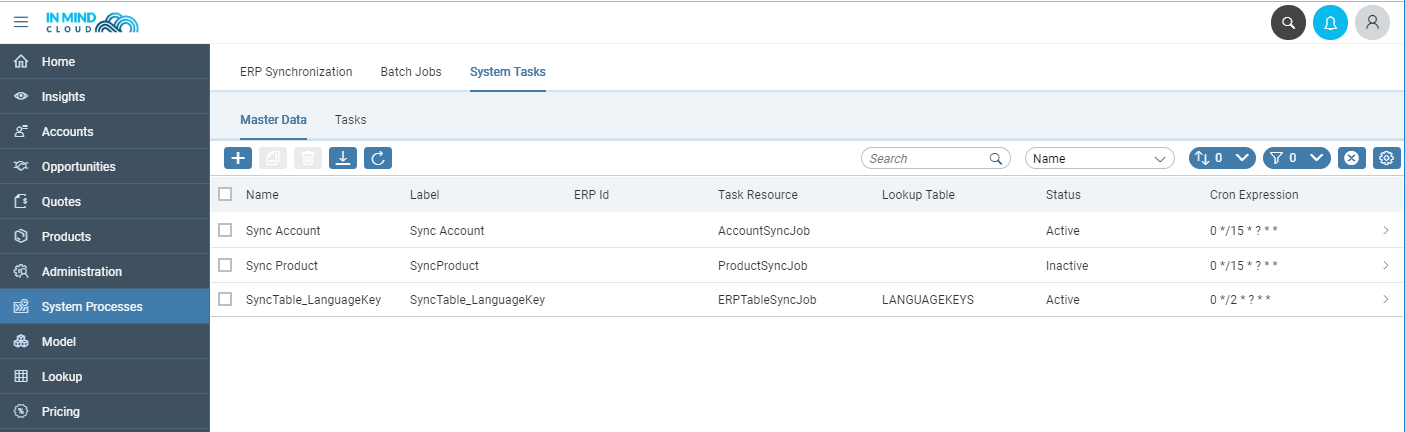 IN MIND
CLOUD
Home
Insights
Accounts
Opportunities
Quotes
Products
Administration
System Processes
Model
Lookup
Pricing
ERP Synchronization Batch Jobs System Tasks
Master Data Tasks
Search Name 0 0
Name Label ERP Id Task Resource Lookup Table Status Cron Expression
Sync Account Sync Account AccountSyncJob Active 0 */15 * ? * *
Sync Product SyncProduct ProductSyncJob Inactive 0 */15 * ? * *
SyncTable_LanguageKey SyncTable_LanguageKey ERPTableSyncJob LANGUAGEKEYS Active 0 */2 * ? * *